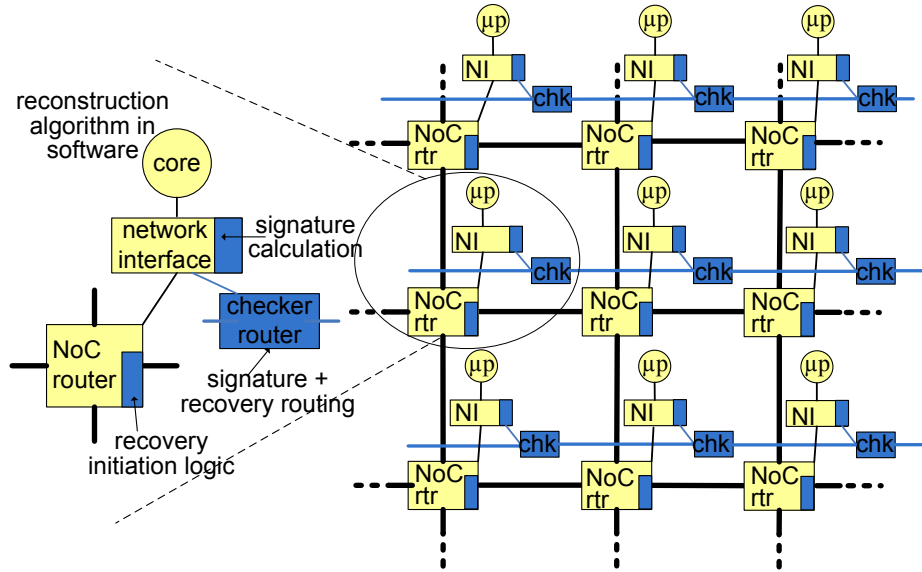 reconstruction
algorithm in
software
core
network
interface
signature
calculation
checker
router
NoC
router
signature +
recovery routing
recovery
initiation logic
μp μp μp
NI NI NI
chk chk chk
NoC NoC NoC
rtr rtr rtr
μp μp μp
NI NI NI
chk chk chk
NoC NoC NoC
rtr rtr rtr
μp μp μp
NI NI NI
chk chk chk
NoC NoC NoC
rtr rtr rtr